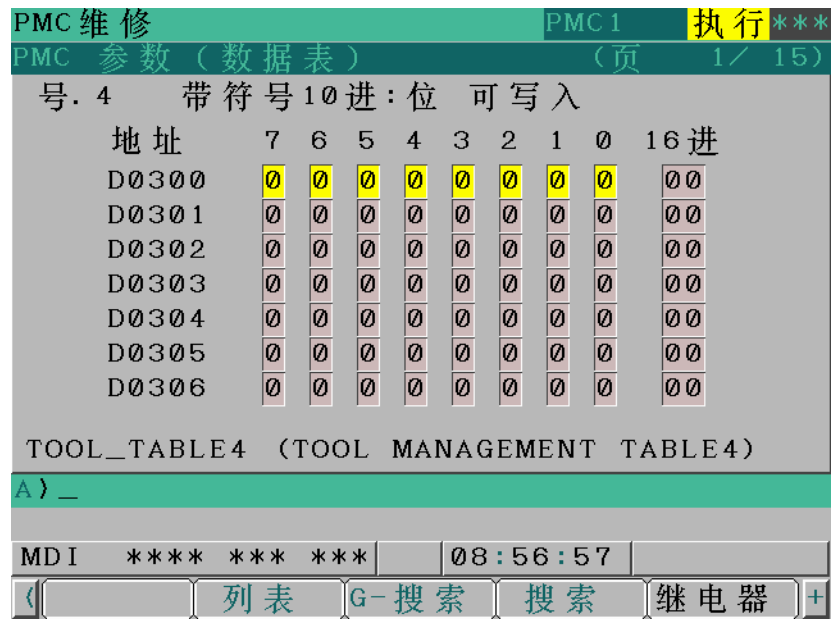 PMC维修 PMC1 执行***
PMC 参数(数据表) (页 1/ 15)
号.4 带符号10进:位 可写入
地址 7 6 5 4 3 2 1 0 16进
D0300 0 0 0 0 0 0 0 0 00
D0301 0 0 0 0 0 0 0 0 00
D0302 0 0 0 0 0 0 0 0 00
D0303 0 0 0 0 0 0 0 0 00
D0304 0 0 0 0 0 0 0 0 00
D0305 0 0 0 0 0 0 0 0 00
D0306 0 0 0 0 0 0 0 0 00
TOOL_TABLE4 (TOOL MANAGEMENT TABLE4)
A>_
MDI **** *** *** 08:56:57
( 列表 G-搜索 搜索 继电器 +